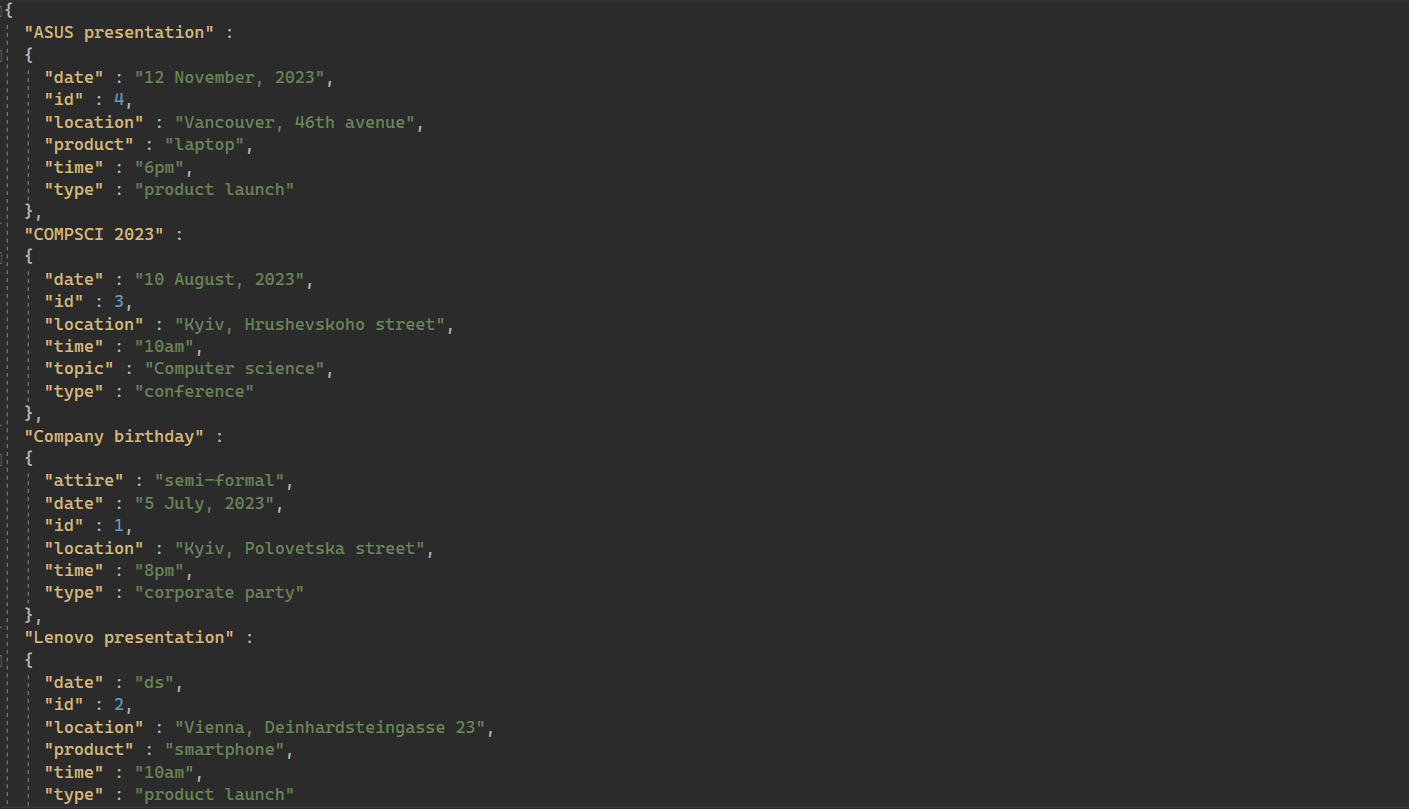 {
"ASUS presentation" :
{
"date" : "12 November, 2023",
"id" : 4,
"location" : "Vancouver, 46th avenue",
"product" : "laptop",
"time" : "6pm",
"type" : "product launch"
},
"COMPSCI 2023" :
{
"date" : "10 August, 2023",
"id" : 3,
"location" : "Kyiv, Hrushevskoho street",
"time" : "10am",
"topic" : "Computer science",
"type" : "conference"
},
"Company birthday" :
{
"attire" : "semi-formal",
"date" : "5 July, 2023",
"id" : 1,
"location" : "Kyiv, Polovetska street",
"time" : "8pm",
"type" : "corporate party"
},
"Lenovo presentation" :
{
"date" : "ds",
"id" : 2,
"location" : "Vienna, Deinhardsteingasse 23",
"product" : "smartphone",
"time" : "10am",
"type" : "product launch"